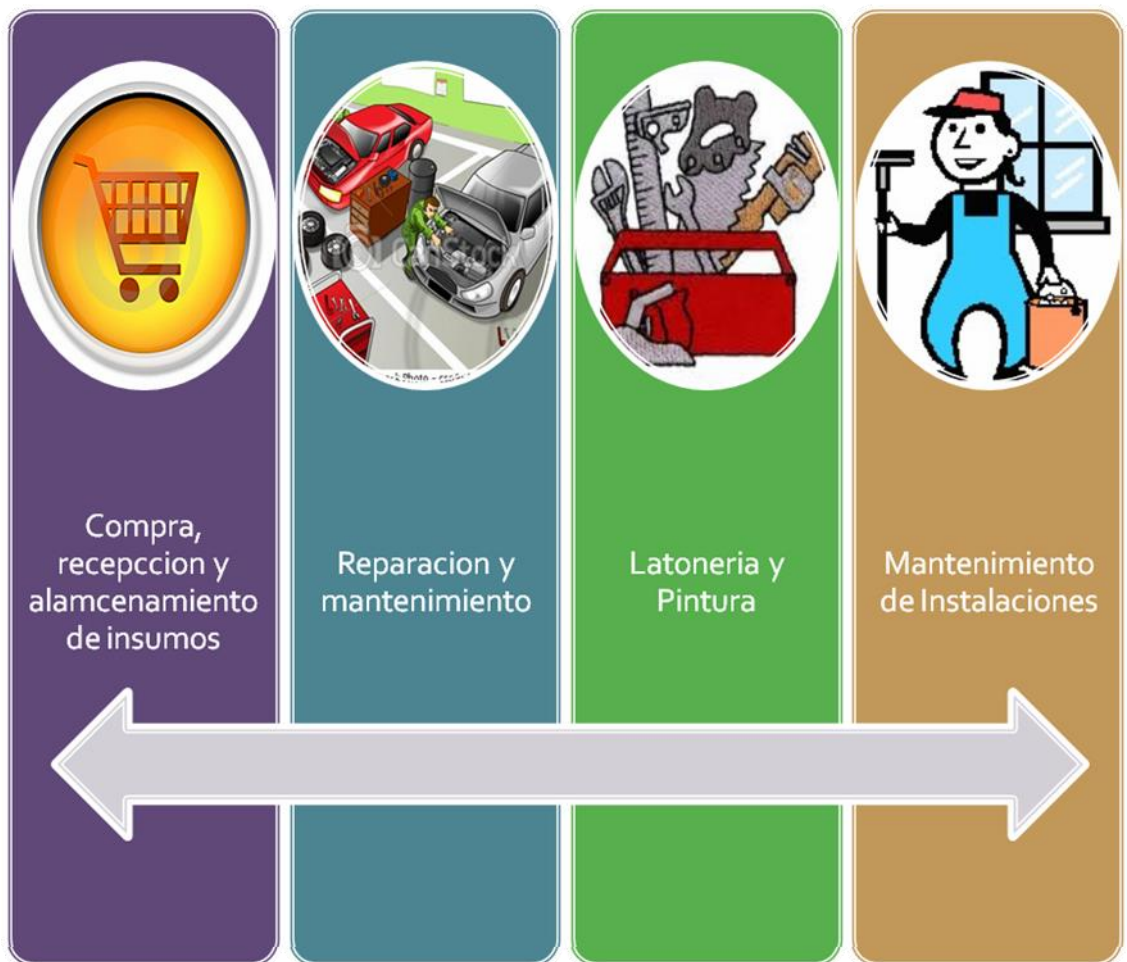 Compra,
recepccion y
alamcenamiento
de insumos
Reparacion y
mantenimiento
Latoneria y
Pintura
Mantenimiento
de Instalaciones